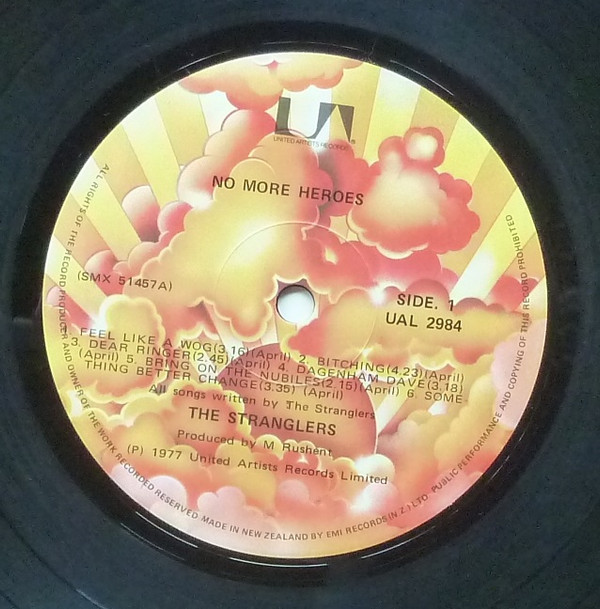 UA®
UNITED ARTISTS RECORDS
NO MORE HEROES
(SMX 51457A)
SIDE. 1
UAL 2984
FEEL LIKE A WOG(3.16)(April) 2. BITCHING(4.23)(April)
3. DEAR RINGER(2.45)(April) 4. DAGENHAM DAVE(3.18)
(April) 5. BRING ON THE NUBILES(2.15)(April) 6. SOME-
THING BETTER CHANGE(3.35) (April)
All songs written by The Stranglers
THE STRANGLERS
Produced by M Rushent
(P) 1977 United Artists Records Limited
ALL RIGHTS OF THE RECORD PRODUCER AND OWNER OF THE WORK RECORDED RESERVED MADE IN NEW ZEALAND BY EMI RECORDS (N.Z.) LTD. PUBLIC PERFORMANCE AND COPYING OF THIS RECORD PROHIBITED